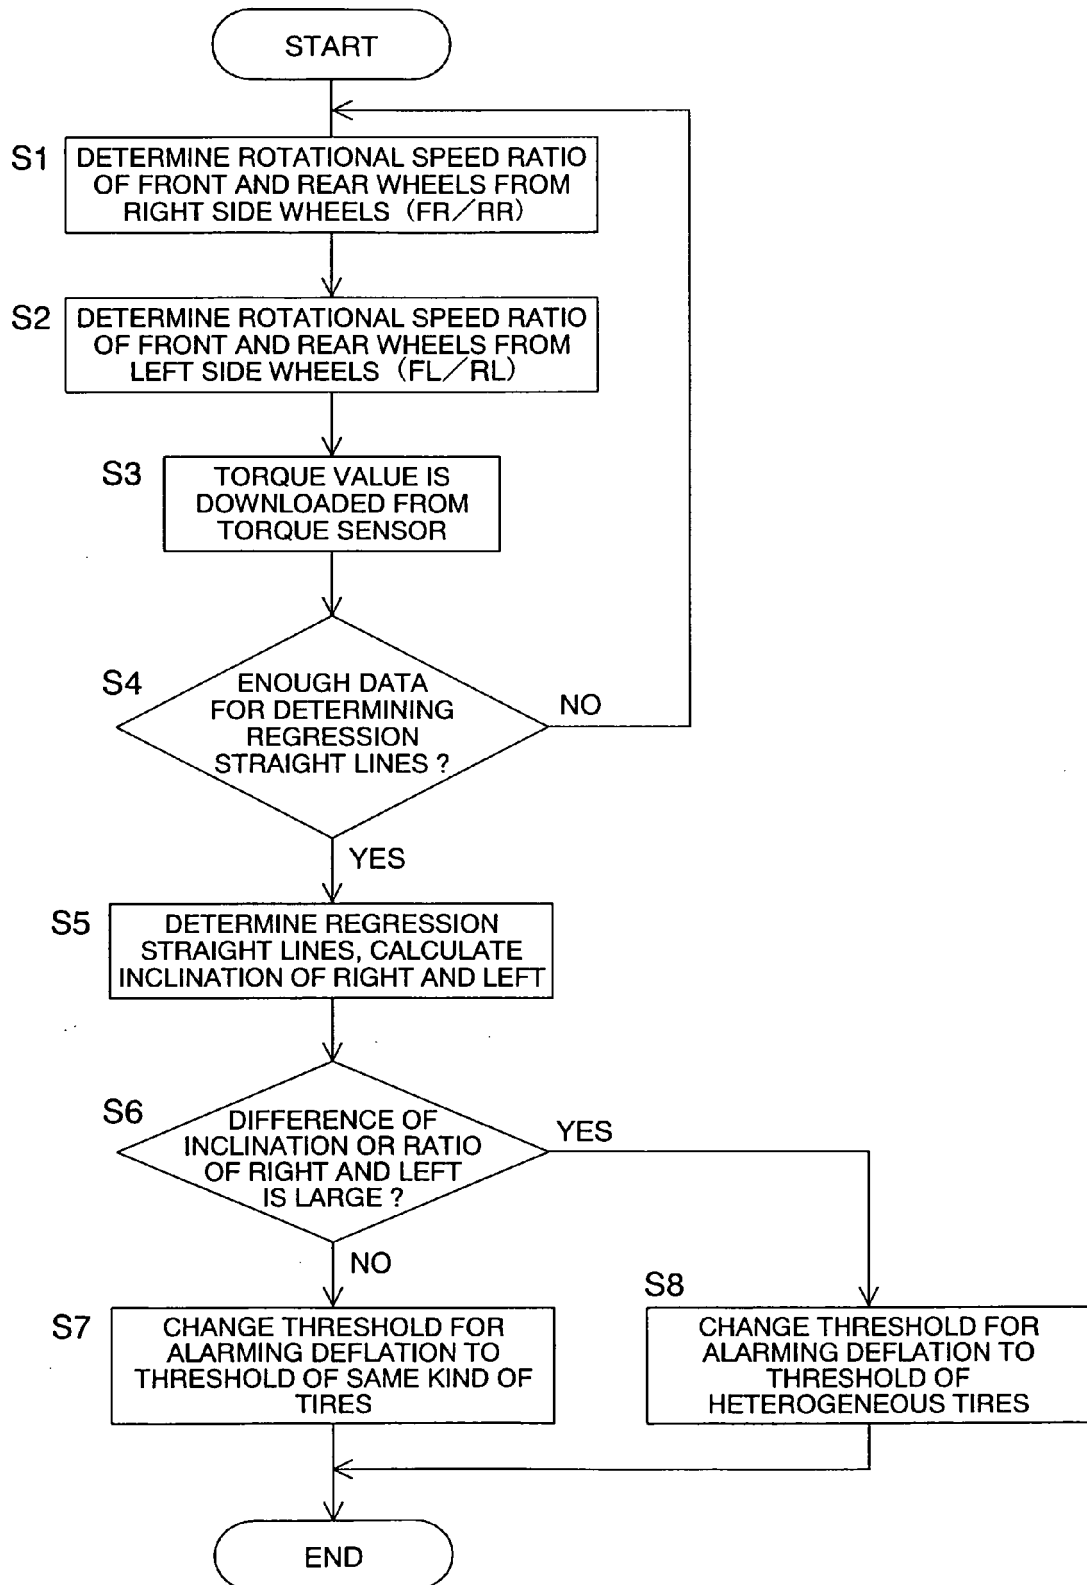 START
S1
DETERMINE ROTATIONAL SPEED RATIO
OF FRONT AND REAR WHEELS FROM
RIGHT SIDE WHEELS (FR/RR)
S2
DETERMINE ROTATIONAL SPEED RATIO
OF FRONT AND REAR WHEELS FROM
LEFT SIDE WHEELS (FL/RL)
S3
TORQUE VALUE IS
DOWNLOADED FROM
TORQUE SENSOR
S4
ENOUGH DATA
FOR DETERMINING
REGRESSION
STRAIGHT LINES ?
NO
YES
S5
DETERMINE REGRESSION
STRAIGHT LINES, CALCULATE
INCLINATION OF RIGHT AND LEFT
S6
DIFFERENCE OF
INCLINATION OR RATIO
OF RIGHT AND LEFT
IS LARGE ?
YES
NO
S7
CHANGE THRESHOLD FOR
ALARMING DEFLATION TO
THRESHOLD OF SAME KIND OF
TIRES
S8
CHANGE THRESHOLD FOR
ALARMING DEFLATION TO
THRESHOLD OF
HETEROGENEOUS TIRES
END